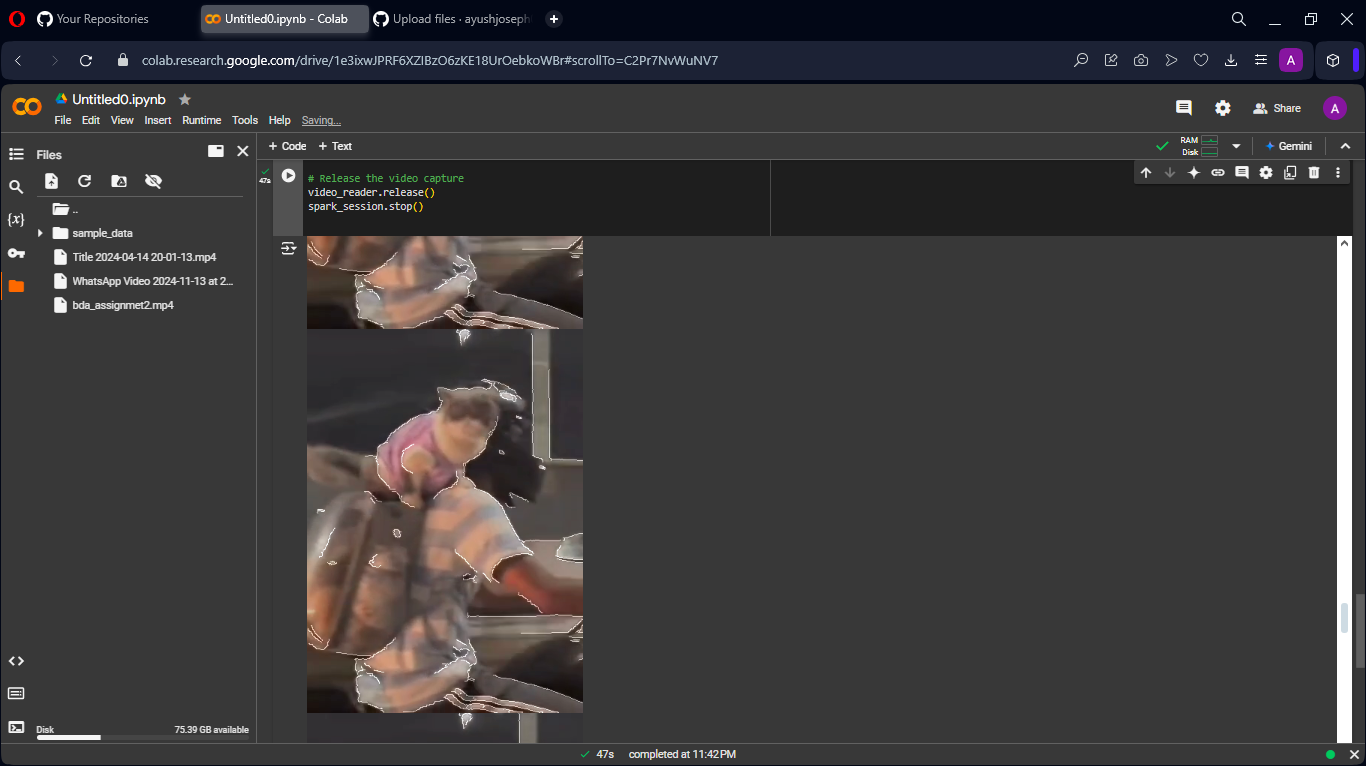 Your Repositories
Untitled0.ipynb - Colab
Upload files · ayushjoseph
colab.research.google.com/drive/1e3ixwJPRF6XZIBzO6zKE18UrOebkoWBr#scrollTo=C2Pr7NvWuNV7
A
CO
Untitled0.ipynb
File Edit View Insert Runtime Tools Help Saving...
Share
A
Files
+ Code + Text
RAM
Disk
Gemini
..
sample_data
Title 2024-04-14 20-01-13.mp4
WhatsApp Video 2024-11-13 at 2...
bda_assignmet2.mp4
{x}
47s
# Release the video capture
video_reader.release()
spark_session.stop()
Disk 75.39 GB available
47s completed at 11:42PM